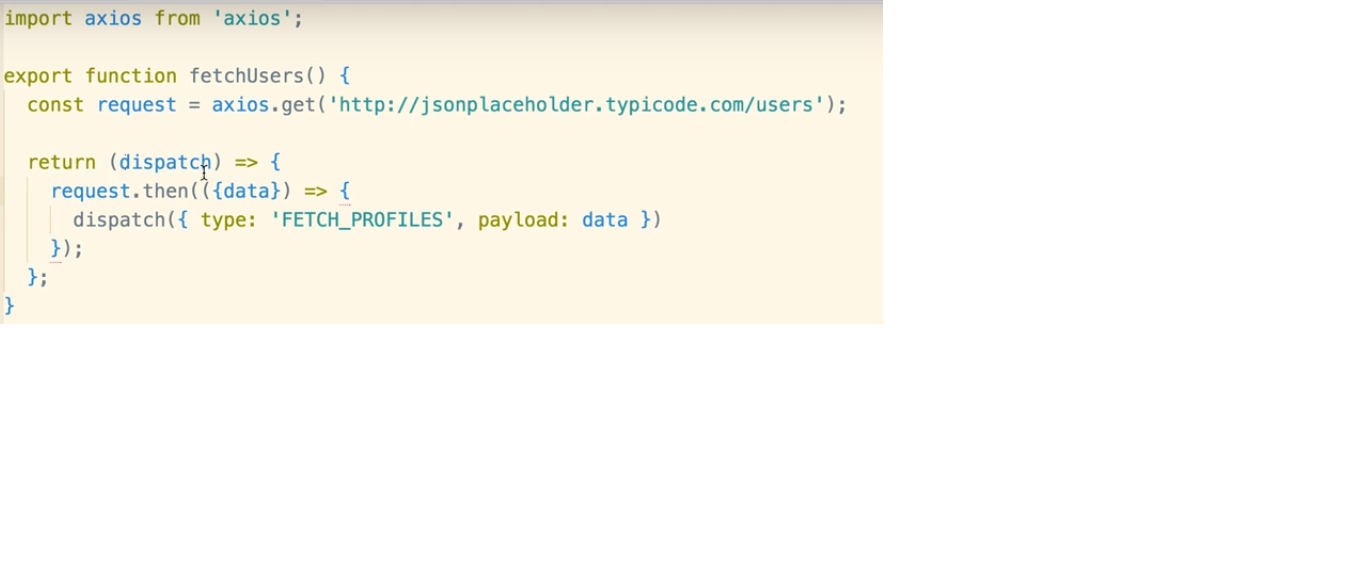 import axios from 'axios';
export function fetchUsers() {
const request = axios.get('http://jsonplaceholder.typicode.com/users');
return (dispatch) => {
request.then(({data}) => {
dispatch({ type: 'FETCH_PROFILES', payload: data })
});
};
}